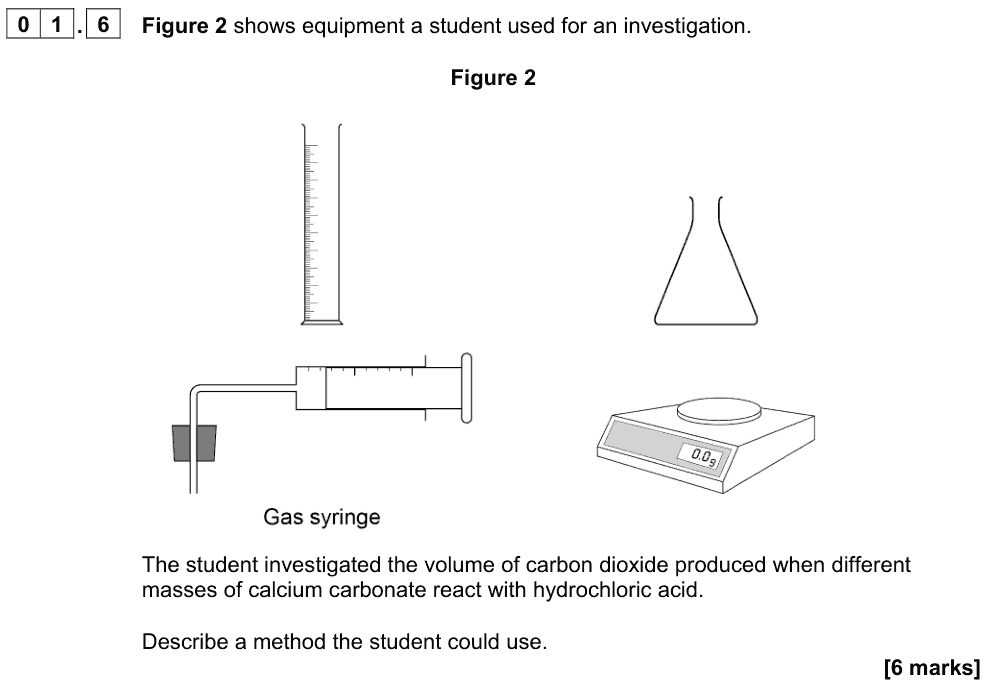 01.6 Figure 2 shows equipment a student used for an investigation.
Figure 2
0.0g
Gas syringe
The student investigated the volume of carbon dioxide produced when different
masses of calcium carbonate react with hydrochloric acid.
Describe a method the student could use.
[6 marks]